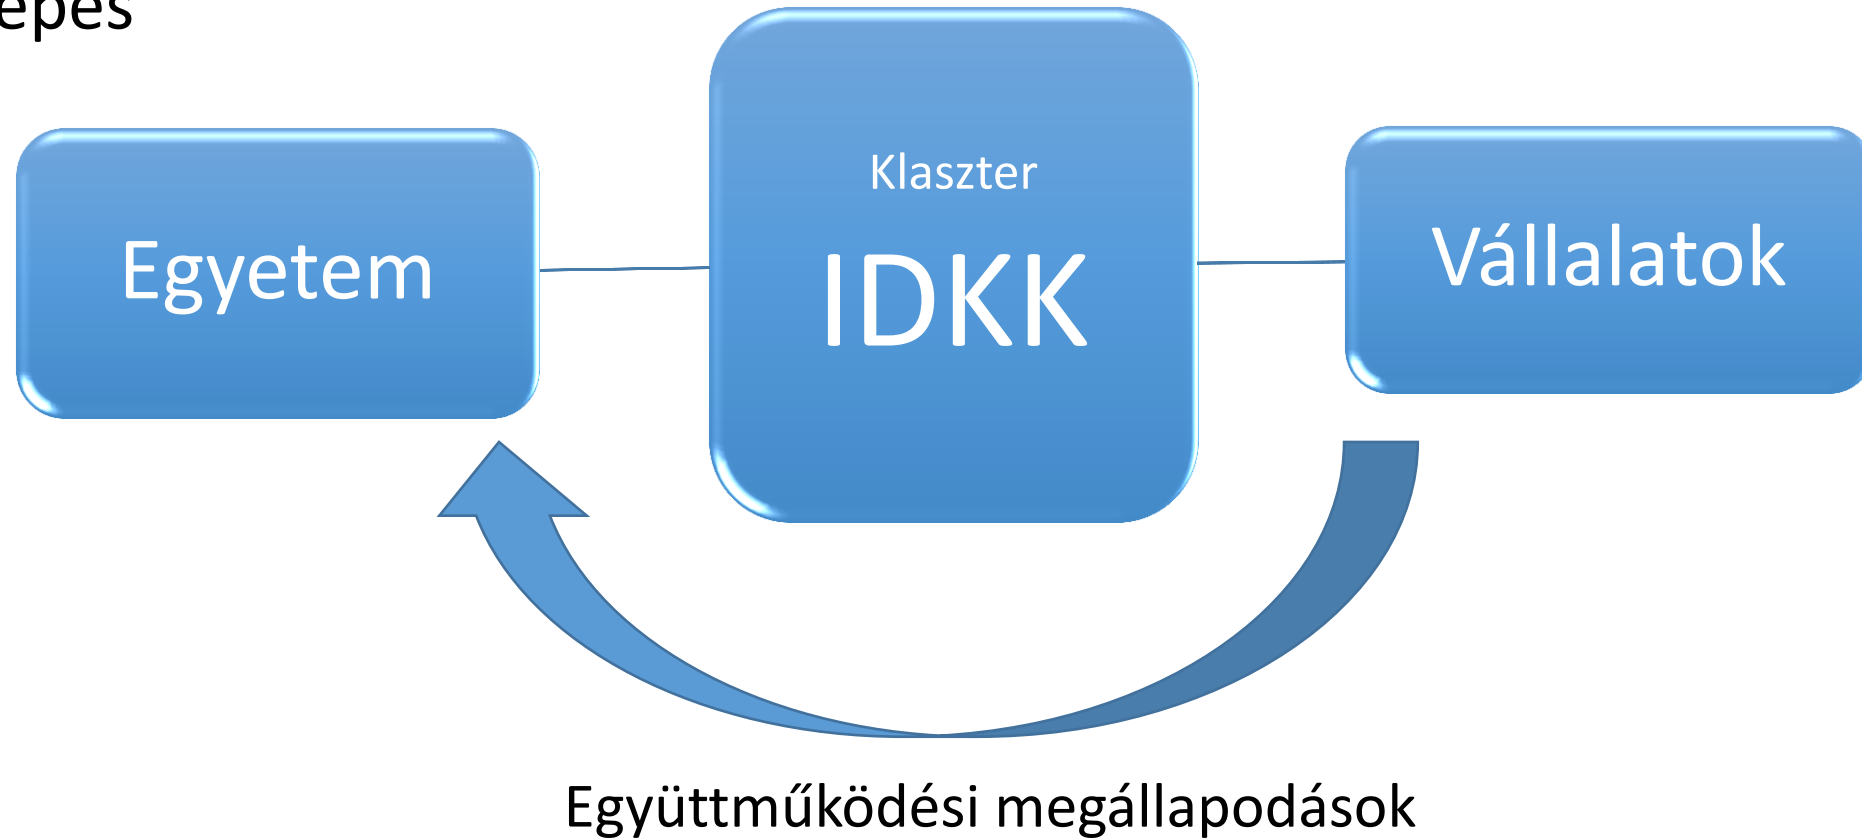 Egyetem
Klaszter
IDKK
Vállalatok
Együttműködési megállapodások